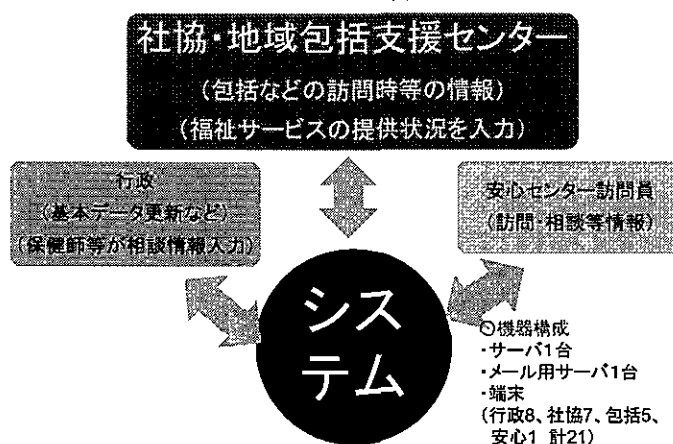 社協・地域包括支援センター
(包括などの訪問時等の情報)
(福祉サービスの提供状況を入力)
行政
(基本データ更新など)
(保健師等が相談情報入力)
安心センター訪問員
(訪問・相談等情報)
シス
テム
○機器構成
・サーバ1台
・メール用サーバ1台
・端末
(行政8、社協7、包括5、
安心1 計21)